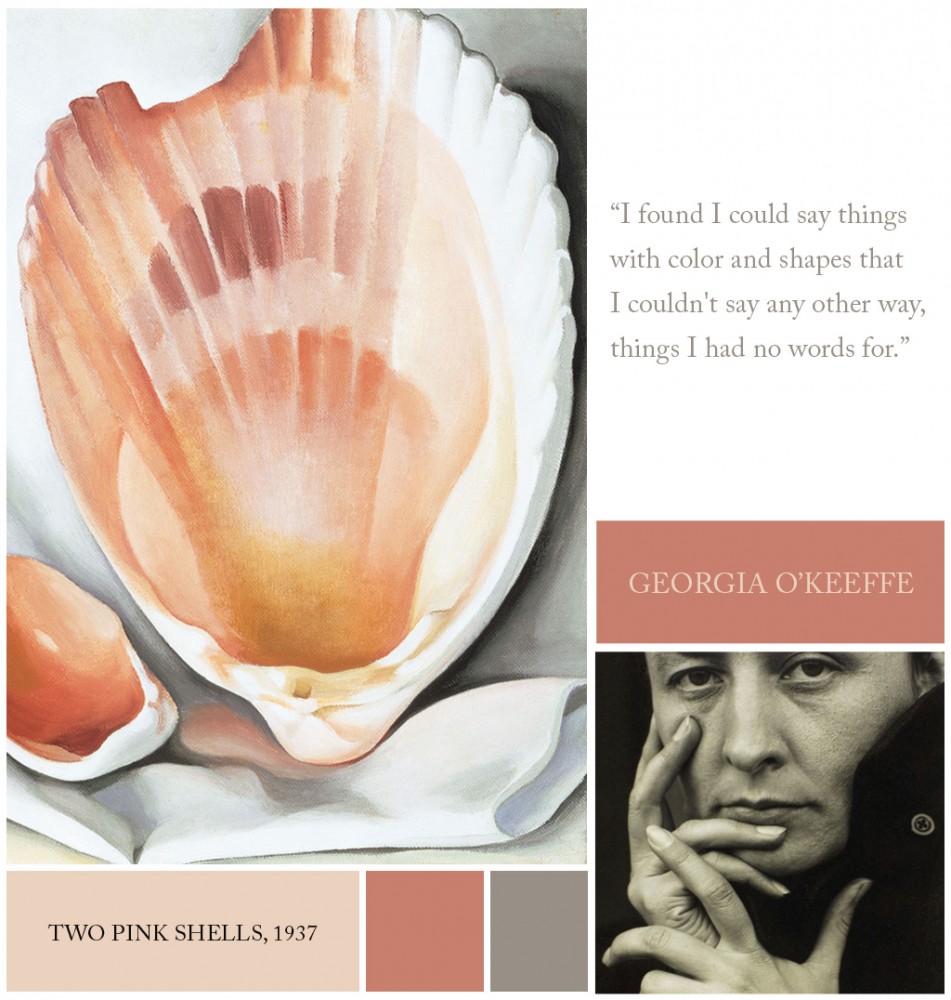 “I found I could say things
with color and shapes that
I couldn't say any other way,
things I had no words for.”
GEORGIA O’KEEFFE
TWO PINK SHELLS, 1937